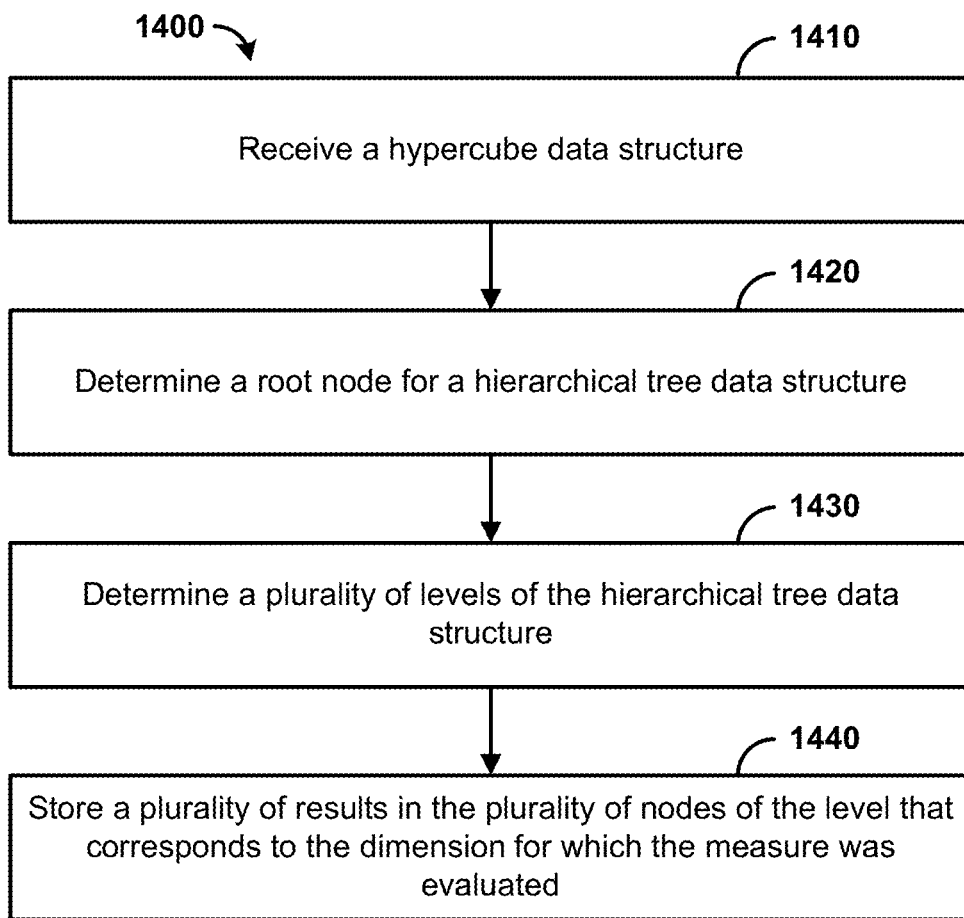 1400
1410
Receive a hypercube data structure
1420
Determine a root node for a hierarchical tree data structure
1430
Determine a plurality of levels of the hierarchical tree data
structure
1440
Store a plurality of results in the plurality of nodes of the level that
corresponds to the dimension for which the measure was
evaluated